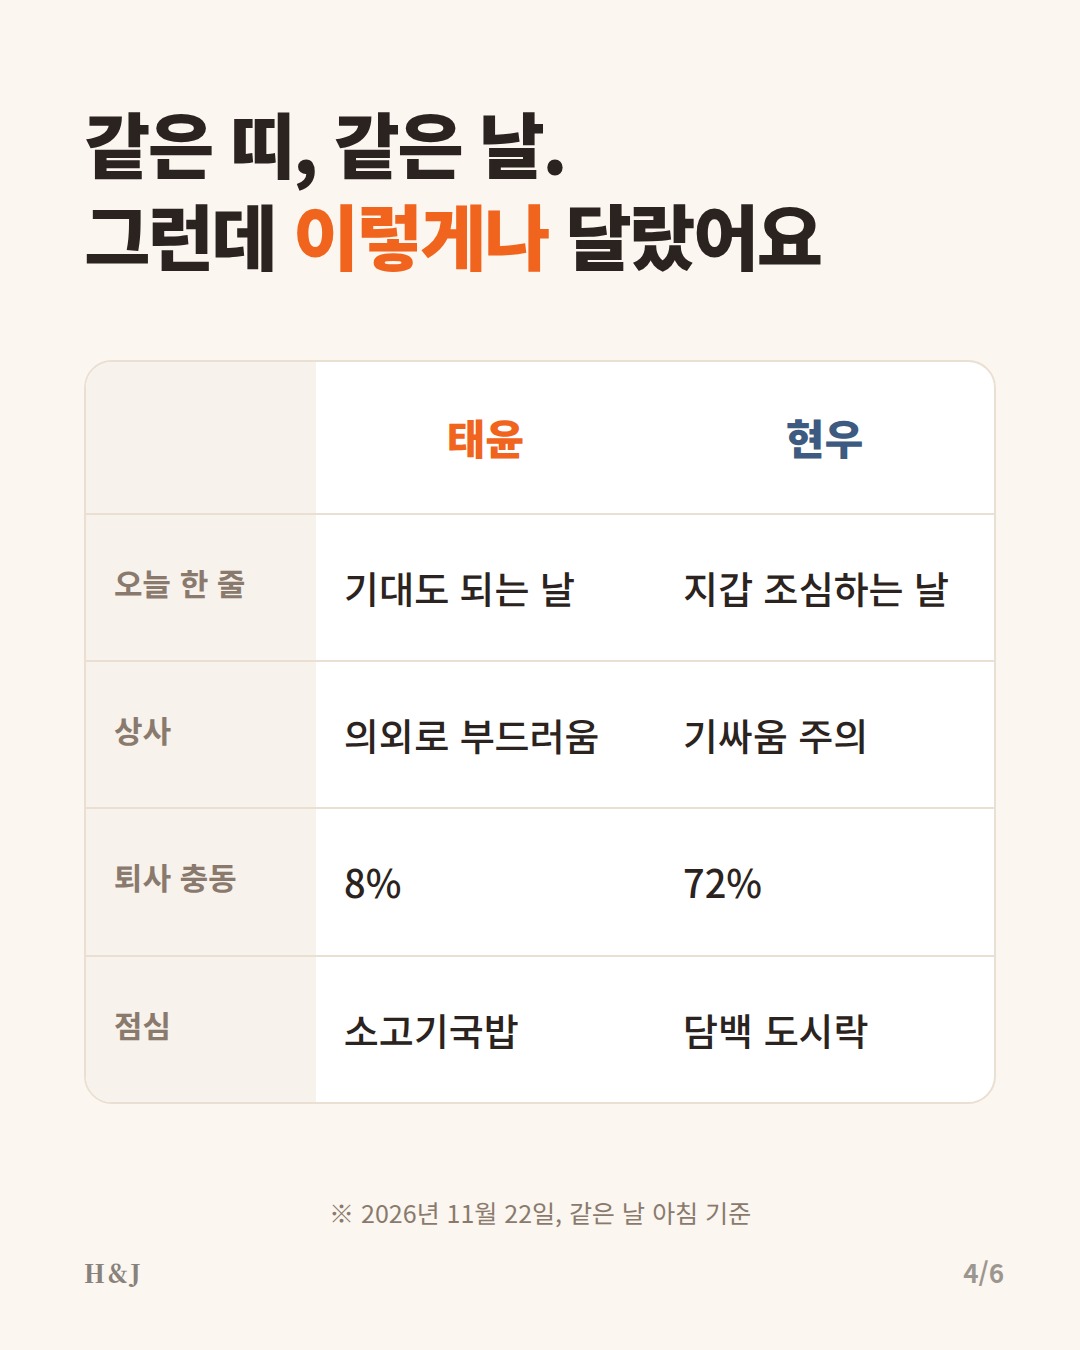 같은 띠, 같은 날.
그런데 이렇게나 달랐어요
태윤 현우
오늘 한 줄 기대도 되는 날 지갑 조심하는 날
상사 의외로 부드러움 기싸움 주의
퇴사 충동 8% 72%
점심 소고기국밥 담백 도시락
※ 2026년 11월 22일, 같은 날 아침 기준
H&J 4/6